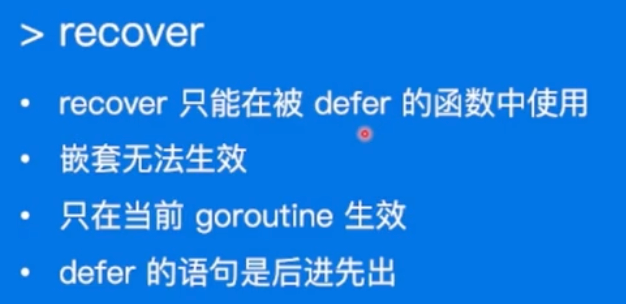 > recover
• recover 只能在被 defer 的函数中使用
• 嵌套无法生效
• 只在当前 goroutine 生效
• defer 的语句是后进先出